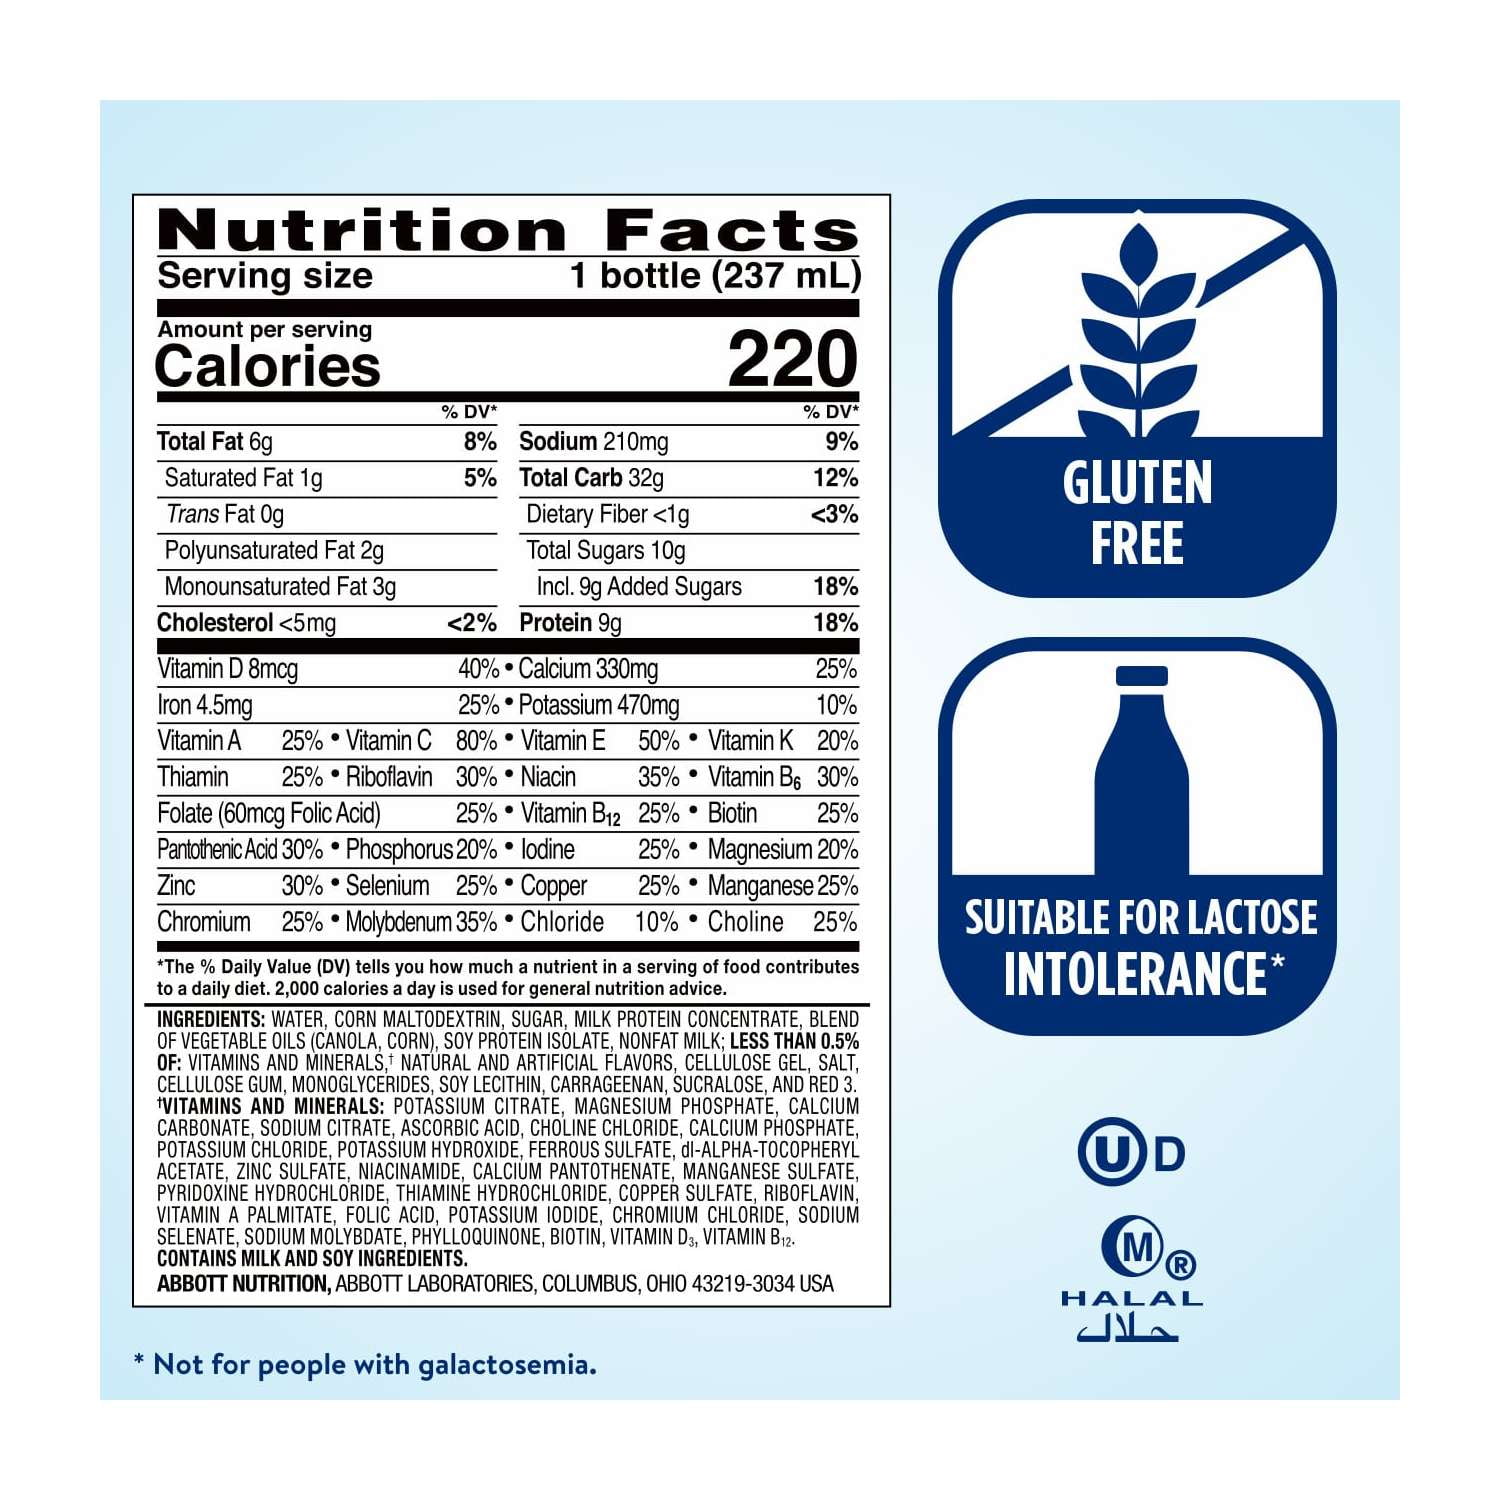 Nutrition Facts
Serving size 1 bottle (237 mL)
Amount per serving
Calories 220
% DV* % DV*
Total Fat 6g 8% Sodium 210mg 9%
Saturated Fat 1g 5% Total Carb 32g 12%
Trans Fat 0g Dietary Fiber <1g <3%
Polyunsaturated Fat 2g Total Sugars 10g
Monounsaturated Fat 3g Incl. 9g Added Sugars 18%
Cholesterol <5mg <2% Protein 9g 18%
Vitamin D 8mcg 40% • Calcium 330mg 25%
Iron 4.5mg 25% • Potassium 470mg 10%
Vitamin A 25% • Vitamin C 80% • Vitamin E 50% • Vitamin K 20%
Thiamin 25% • Riboflavin 30% • Niacin 35% • Vitamin B6 30%
Folate (60mcg Folic Acid) 25% • Vitamin B12 25% • Biotin 25%
Pantothenic Acid 30% • Phosphorus 20% • Iodine 25% • Magnesium 20%
Zinc 30% • Selenium 25% • Copper 25% • Manganese 25%
Chromium 25% • Molybdenum 35% • Chloride 10% • Choline 25%
*The % Daily Value (DV) tells you how much a nutrient in a serving of food contributes
to a daily diet. 2,000 calories a day is used for general nutrition advice.
INGREDIENTS: WATER, CORN MALTODEXTRIN, SUGAR, MILK PROTEIN CONCENTRATE, BLEND
OF VEGETABLE OILS (CANOLA, CORN), SOY PROTEIN ISOLATE, NONFAT MILK; LESS THAN 0.5%
OF: VITAMINS AND MINERALS,† NATURAL AND ARTIFICIAL FLAVORS, CELLULOSE GEL, SALT,
CELLULOSE GUM, MONOGLYCERIDES, SOY LECITHIN, CARRAGEENAN, SUCRALOSE, AND RED 3.
†VITAMINS AND MINERALS: POTASSIUM CITRATE, MAGNESIUM PHOSPHATE, CALCIUM
CARBONATE, SODIUM CITRATE, ASCORBIC ACID, CHOLINE CHLORIDE, CALCIUM PHOSPHATE,
POTASSIUM CHLORIDE, POTASSIUM HYDROXIDE, FERROUS SULFATE, dl-ALPHA-TOCOPHERYL
ACETATE, ZINC SULFATE, NIACINAMIDE, CALCIUM PANTOTHENATE, MANGANESE SULFATE,
PYRIDOXINE HYDROCHLORIDE, THIAMINE HYDROCHLORIDE, COPPER SULFATE, RIBOFLAVIN,
VITAMIN A PALMITATE, FOLIC ACID, POTASSIUM IODIDE, CHROMIUM CHLORIDE, SODIUM
SELENATE, SODIUM MOLYBDATE, PHYLLOQUINONE, BIOTIN, VITAMIN D3, VITAMIN B12.
CONTAINS MILK AND SOY INGREDIENTS.
ABBOTT NUTRITION, ABBOTT LABORATORIES, COLUMBUS, OHIO 43219-3034 USA
* Not for people with galactosemia.
GLUTEN
FREE
SUITABLE FOR LACTOSE
INTOLERANCE*
U D
M ®
HALAL
حلال